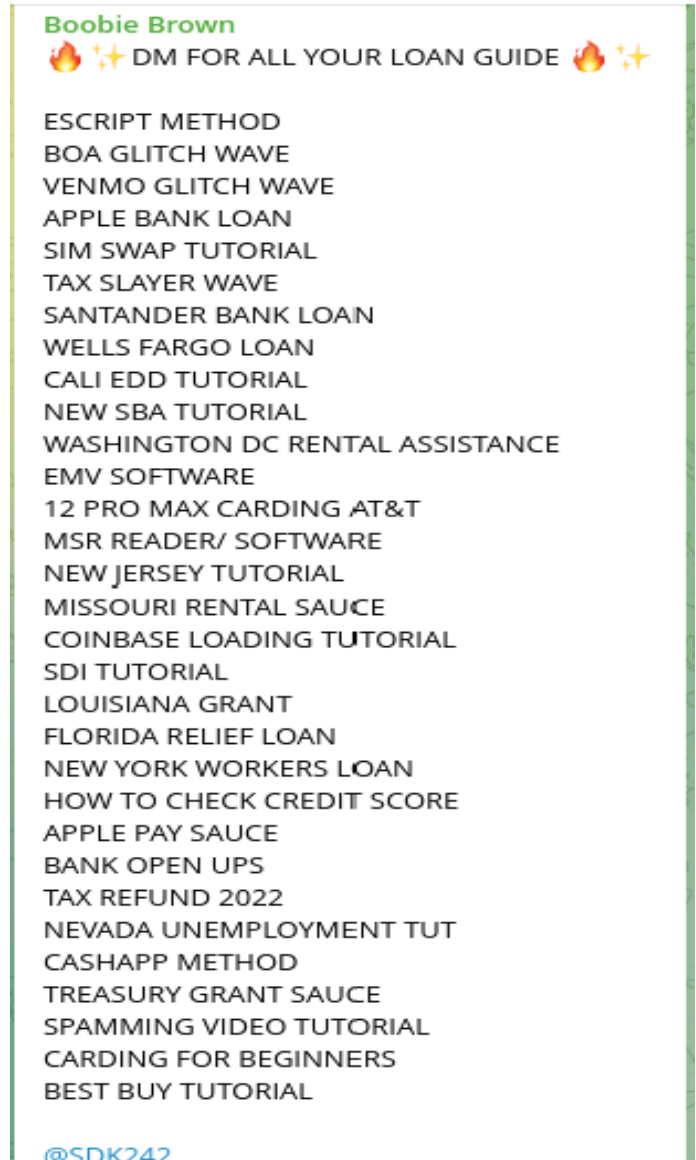 Boobie Brown
🔥 ✨ DM FOR ALL YOUR LOAN GUIDE 🔥 ✨
ESCRIPT METHOD
BOA GLITCH WAVE
VENMO GLITCH WAVE
APPLE BANK LOAN
SIM SWAP TUTORIAL
TAX SLAYER WAVE
SANTANDER BANK LOAN
WELLS FARGO LOAN
CALI EDD TUTORIAL
NEW SBA TUTORIAL
WASHINGTON DC RENTAL ASSISTANCE
EMV SOFTWARE
12 PRO MAX CARDING AT&T
MSR READER/ SOFTWARE
NEW JERSEY TUTORIAL
MISSOURI RENTAL SAUCE
COINBASE LOADING TUTORIAL
SDI TUTORIAL
LOUISIANA GRANT
FLORIDA RELIEF LOAN
NEW YORK WORKERS LOAN
HOW TO CHECK CREDIT SCORE
APPLE PAY SAUCE
BANK OPEN UPS
TAX REFUND 2022
NEVADA UNEMPLOYMENT TUT
CASHAPP METHOD
TREASURY GRANT SAUCE
SPAMMING VIDEO TUTORIAL
CARDING FOR BEGINNERS
BEST BUY TUTORIAL
@SDK242